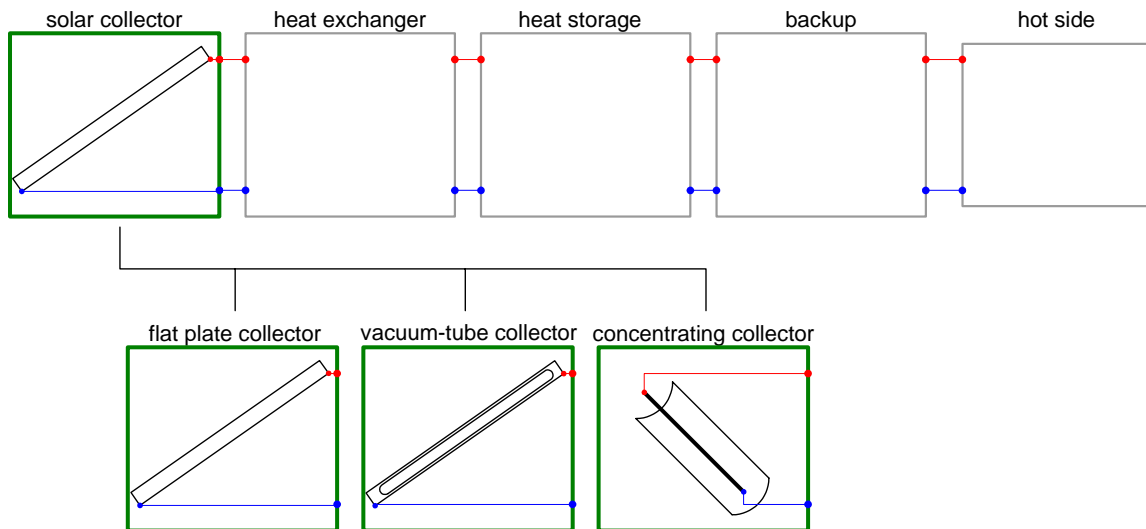 solar collector
heat exchanger
heat storage
backup
hot side
flat plate collector
vacuum-tube collector
concentrating collector